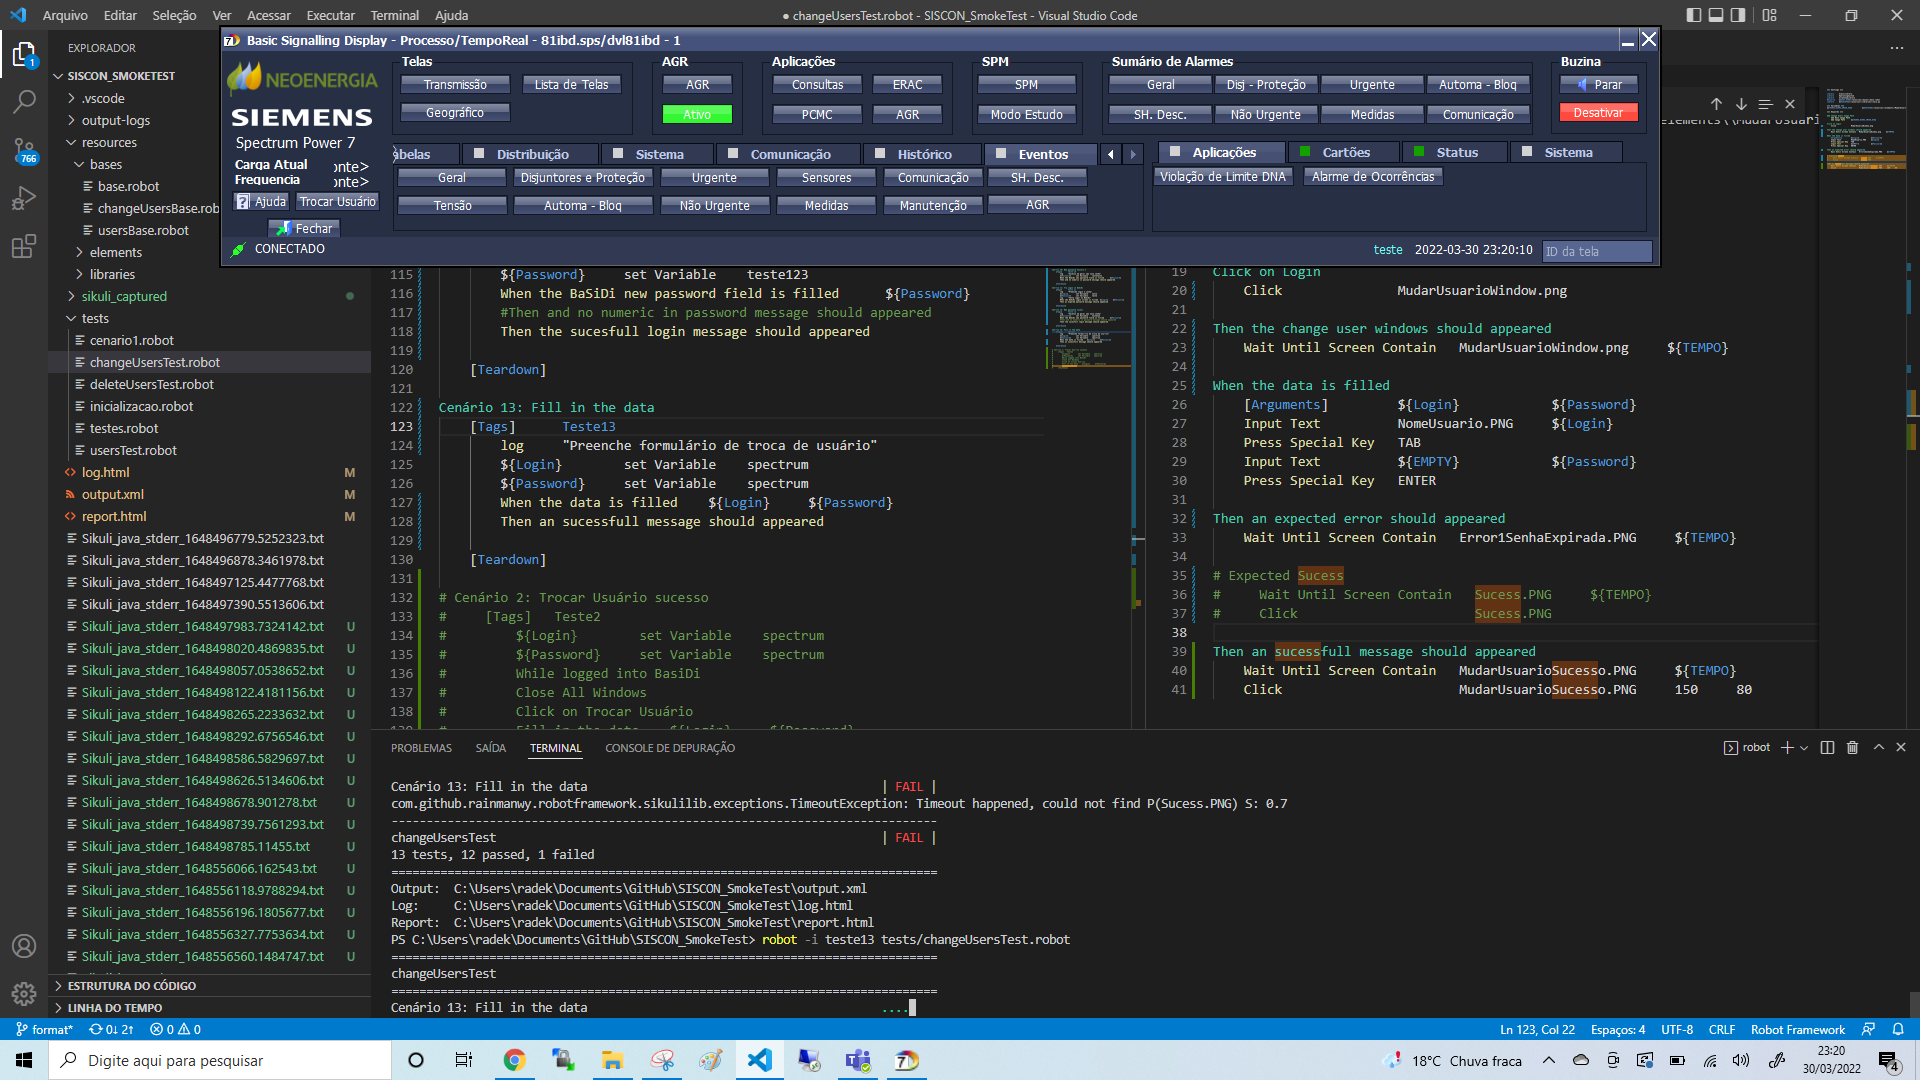 Arquivo Editar Seleção Ver Acessar Executar Terminal Ajuda
● changeUsersTest.robot - SISCON_SmokeTest - Visual Studio Code
EXPLORADOR
SISCON_SMOKETEST
.vscode
output-logs
resources
bases
base.robot
changeUsersBase.rob
usersBase.robot
elements
libraries
sikuli_captured
tests
cenario1.robot
changeUsersTest.robot
deleteUsersTest.robot
inicializacao.robot
testes.robot
usersTest.robot
log.html M
output.xml M
report.html M
Sikuli_java_stderr_1648496779.5252323.txt
Sikuli_java_stderr_1648496878.3461978.txt
Sikuli_java_stderr_1648497125.4477768.txt
Sikuli_java_stderr_1648497390.5513606.txt
Sikuli_java_stderr_1648497983.7324142.txt U
Sikuli_java_stderr_1648498020.4869835.txt U
Sikuli_java_stderr_1648498057.0538652.txt U
Sikuli_java_stderr_1648498122.4181156.txt U
Sikuli_java_stderr_1648498265.2233632.txt U
Sikuli_java_stderr_1648498292.6756546.txt U
Sikuli_java_stderr_1648498586.5829697.txt U
Sikuli_java_stderr_1648498626.5134606.txt U
Sikuli_java_stderr_1648498678.901278.txt U
Sikuli_java_stderr_1648498739.7561293.txt U
Sikuli_java_stderr_1648498785.11455.txt U
Sikuli_java_stderr_1648556066.162543.txt U
Sikuli_java_stderr_1648556118.9788294.txt U
Sikuli_java_stderr_1648556196.1805677.txt U
Sikuli_java_stderr_1648556327.7753634.txt U
Sikuli_java_stderr_1648556560.1484747.txt U
ESTRUTURA DO CÓDIGO
LINHA DO TEMPO
1
766
Basic Signalling Display - Processo/TempoReal - 81ibd.sps/dvl81ibd - 1
NEOENERGIA
SIEMENS
Spectrum Power 7
Carga Atual onte>
Frequencia onte>
Ajuda Trocar Usuário
Fechar
CONECTADO
Telas
Transmissão Lista de Telas
Geográfico
AGR
AGR
Ativo
Aplicações
Consultas ERAC
PCMC AGR
SPM
SPM
Modo Estudo
Sumário de Alarmes
Geral Disj - Proteção Urgente Automa - Bloq
SH. Desc. Não Urgente Medidas Comunicação
Buzina
Parar
Desativar
abelas Distribuição Sistema Comunicação Histórico Eventos
Geral Disjuntores e Proteção Urgente Sensores Comunicação SH. Desc.
Tensão Automa - Bloq Não Urgente Medidas Manutenção AGR
Aplicações Cartões Status Sistema
Violação de Limite DNA Alarme de Ocorrências
teste 2022-03-30 23:20:10 ID da tela
115 ${Password} set Variable teste123
116 When the BaSiDi new password field is filled ${Password}
117 #Then and no numeric in password message should appeared
118 Then the sucesfull login message should appeared
119
120 [Teardown]
121
122 Cenário 13: Fill in the data
123 [Tags] Teste13
124 log "Preenche formulário de troca de usuário"
125 ${Login} set Variable spectrum
126 ${Password} set Variable spectrum
127 When the data is filled ${Login} ${Password}
128 Then an sucessfull message should appeared
129
130 [Teardown]
131
132 # Cenário 2: Trocar Usuário sucesso
133 # [Tags] Teste2
134 # ${Login} set Variable spectrum
135 # ${Password} set Variable spectrum
136 # While logged into BasiDi
137 # Close All Windows
138 # Click on Trocar Usuário
139 # Fill in the data ${Login} ${Password}
19 Click on Login
20 Click MudarUsuarioWindow.png
21
22 Then the change user windows should appeared
23 Wait Until Screen Contain MudarUsuarioWindow.png ${TEMPO}
24
25 When the data is filled
26 [Arguments] ${Login} ${Password}
27 Input Text NomeUsuario.PNG ${Login}
28 Press Special Key TAB
29 Input Text ${EMPTY} ${Password}
30 Press Special Key ENTER
31
32 Then an expected error should appeared
33 Wait Until Screen Contain Error1SenhaExpirada.PNG ${TEMPO}
34
35 # Expected Sucess
36 # Wait Until Screen Contain Sucess.PNG ${TEMPO}
37 # Click Sucess.PNG
38
39 Then an sucessfull message should appeared
40 Wait Until Screen Contain MudarUsuarioSucesso.PNG ${TEMPO}
41 Click MudarUsuarioSucesso.PNG 150 80
PROBLEMAS SAÍDA TERMINAL CONSOLE DE DEPURAÇÃO
robot
Cenário 13: Fill in the data | FAIL |
com.github.rainmanwy.robotframework.sikulilib.exceptions.TimeoutException: Timeout happened, could not find P(Sucess.PNG) S: 0.7
------------------------------------------------------------------------------
changeUsersTest | FAIL |
13 tests, 12 passed, 1 failed
==============================================================================
Output: C:\Users\radek\Documents\GitHub\SISCON_SmokeTest\output.xml
Log: C:\Users\radek\Documents\GitHub\SISCON_SmokeTest\log.html
Report: C:\Users\radek\Documents\GitHub\SISCON_SmokeTest\report.html
PS C:\Users\radek\Documents\GitHub\SISCON_SmokeTest> robot -i teste13 tests/changeUsersTest.robot
==============================================================================
changeUsersTest
==============================================================================
Cenário 13: Fill in the data ....
format* 0↓ 2↑ 0 0
Ln 123, Col 22 Espaços: 4 UTF-8 CRLF Robot Framework
Digite aqui para pesquisar
18°C Chuva fraca
23:20
30/03/2022
4